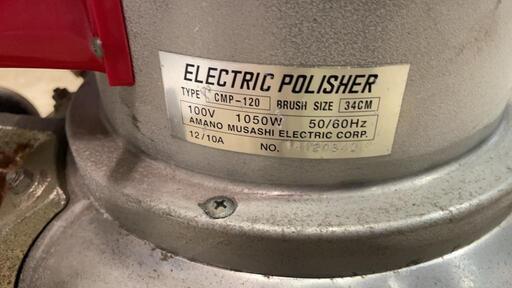 ELECTRIC POLISHER
TYPE CMP-120 BRUSH SIZE 34CM
100V 1050W 50/60Hz
AMANO MUSASHI ELECTRIC CORP.
12/10A NO.